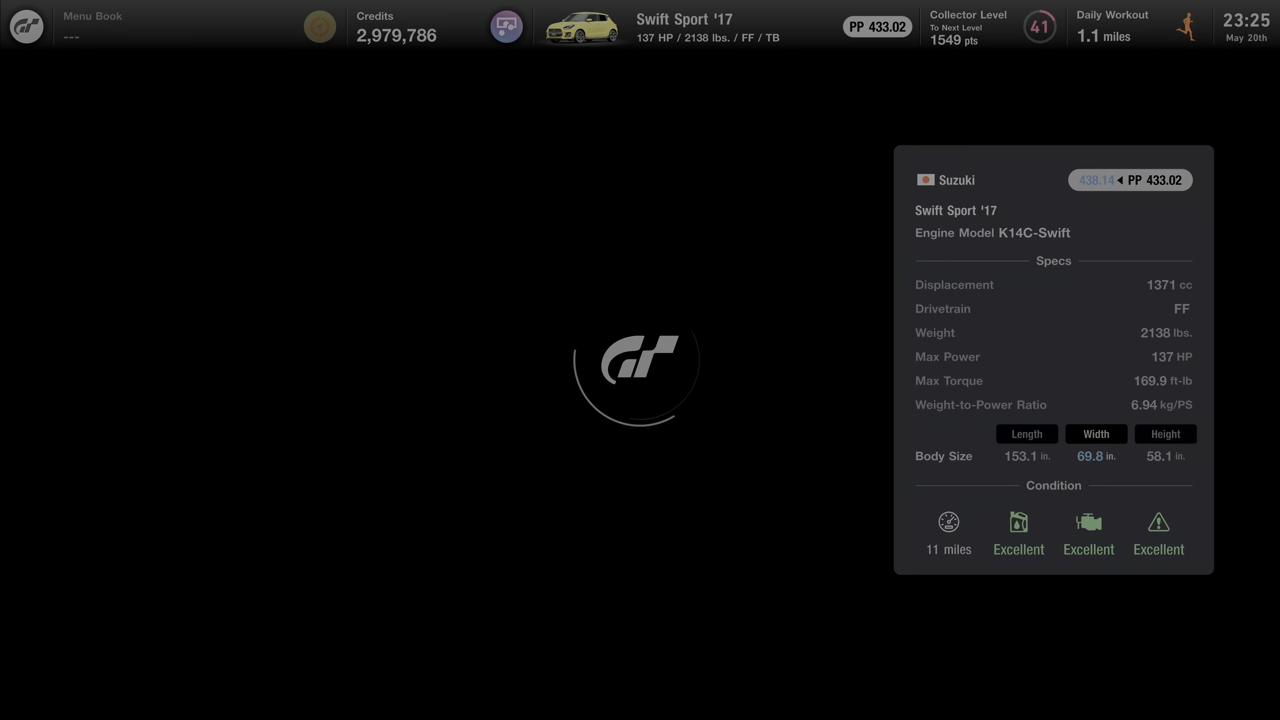 Menu Book
---
Credits
2,979,786
Swift Sport '17
137 HP / 2138 lbs. / FF / TB
PP 433.02
Collector Level
To Next Level
1549 pts
41
Daily Workout
1.1 miles
23:25
May 20th
Suzuki
438.14 ◀ PP 433.02
Swift Sport '17
Engine Model K14C-Swift
Specs
Displacement 1371 cc
Drivetrain FF
Weight 2138 lbs.
Max Power 137 HP
Max Torque 169.9 ft-lb
Weight-to-Power Ratio 6.94 kg/PS
Length Width Height
Body Size 153.1 in. 69.8 in. 58.1 in.
Condition
11 miles Excellent Excellent Excellent